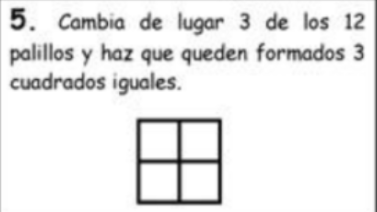 5. Cambia de lugar 3 de los 12
palillos y haz que queden formados 3
cuadrados iguales.